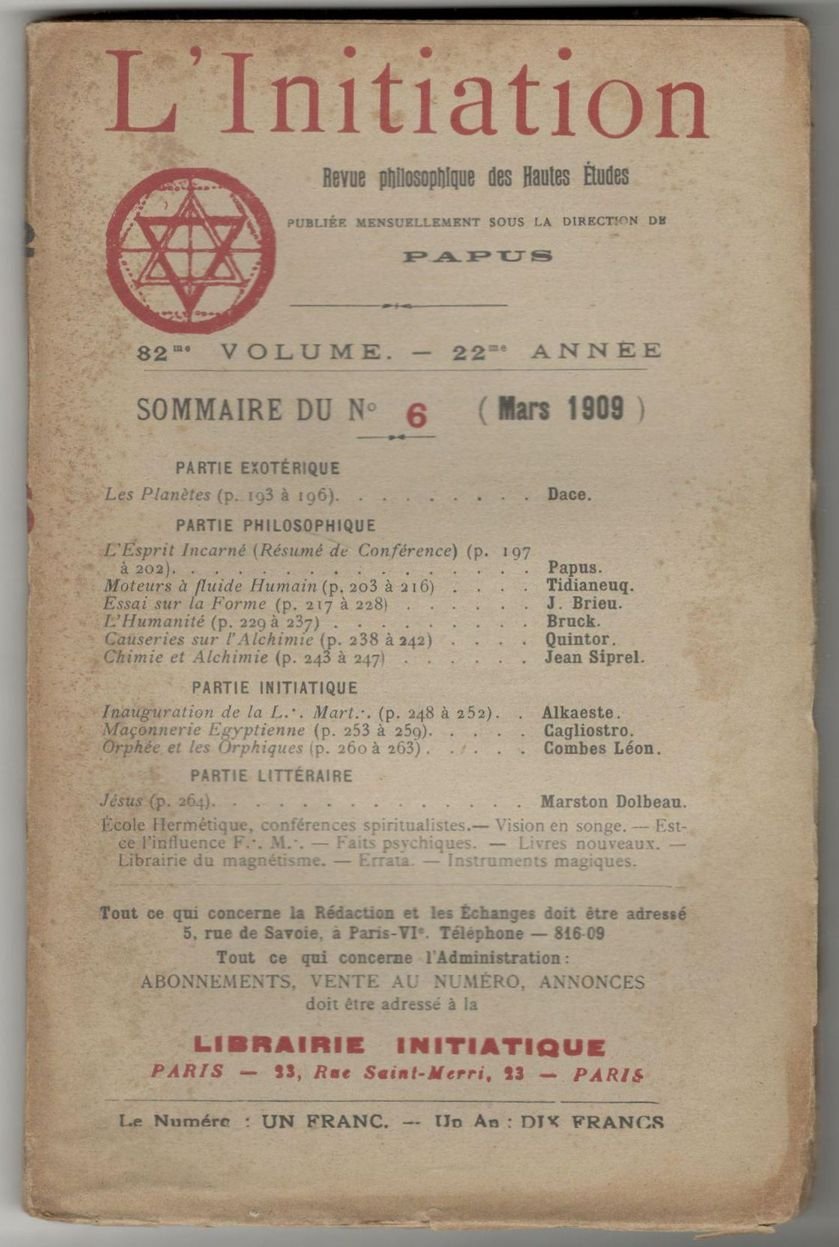 L'Initiation
Revue philosophique des Hautes Études
PUBLIÉE MENSUELLEMENT SOUS LA DIRECTION DE
PAPUS
82me VOLUME. — 22me ANNÉE
SOMMAIRE DU No 6 (Mars 1909)
PARTIE EXOTÉRIQUE
Les Planètes (p. 193 à 196). . . . . . . . . Dace.
PARTIE PHILOSOPHIQUE
L'Esprit Incarné (Résumé de Conférence) (p. 197
à 202). . . . . . . . . . . . . . . . Papus.
Moteurs à fluide Humain (p. 203 à 216) . . . . Tidianeuq.
Essai sur la Forme (p. 217 à 228) . . . . . . J. Brieu.
L'Humanité (p. 229 à 237) . . . . . . . . . Bruck.
Causeries sur l'Alchimie (p. 238 à 242) . . . . Quintor.
Chimie et Alchimie (p. 243 à 247) . . . . . . Jean Siprel.
PARTIE INITIATIQUE
Inauguration de la L∴ Mart∴ (p. 248 à 252). . Alkaeste.
Maçonnerie Egyptienne (p. 253 à 259). . . . . Cagliostro.
Orphée et les Orphiques (p. 260 à 263) . . . . . Combes Léon.
PARTIE LITTÉRAIRE
Jésus (p. 264). . . . . . . . . . . . . . Marston Dolbeau.
École Hermétique, conférences spiritualistes.— Vision en songe. — Est-
ce l'influence F∴ M∴ — Faits psychiques. — Livres nouveaux. —
Librairie du magnétisme. — Errata. — Instruments magiques.
Tout ce qui concerne la Rédaction et les Échanges doit être adressé
5, rue de Savoie, à Paris-VIe. Téléphone — 816-09
Tout ce qui concerne l'Administration:
ABONNEMENTS, VENTE AU NUMÉRO, ANNONCES
doit être adressé à la
LIBRAIRIE INITIATIQUE
PARIS — 23, Rue Saint-Merri, 23 — PARIS
Le Numéro : UN FRANC. — Un An : DIX FRANCS